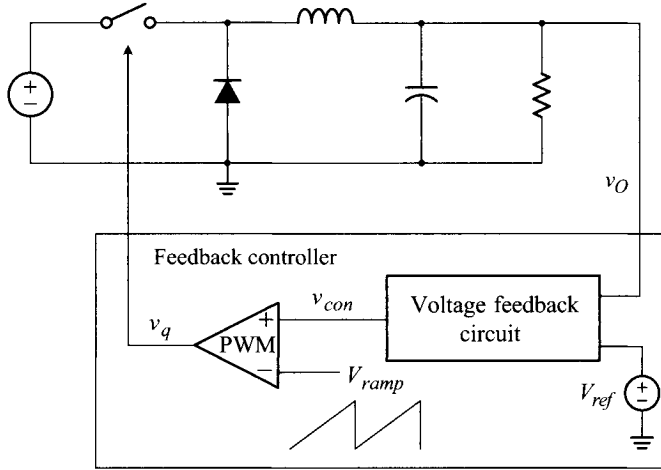 v_O
Feedback controller
v_q
PWM
+
−
v_con
V_ramp
Voltage feedback
circuit
V_ref
+
−
+
−